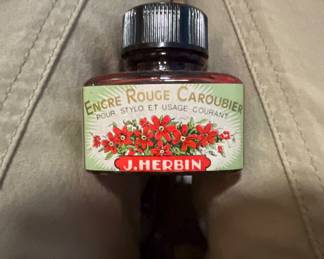 ENCRE ROUGE CAROUBIER
POUR STYLO ET USAGE COURANT
J. HERBIN